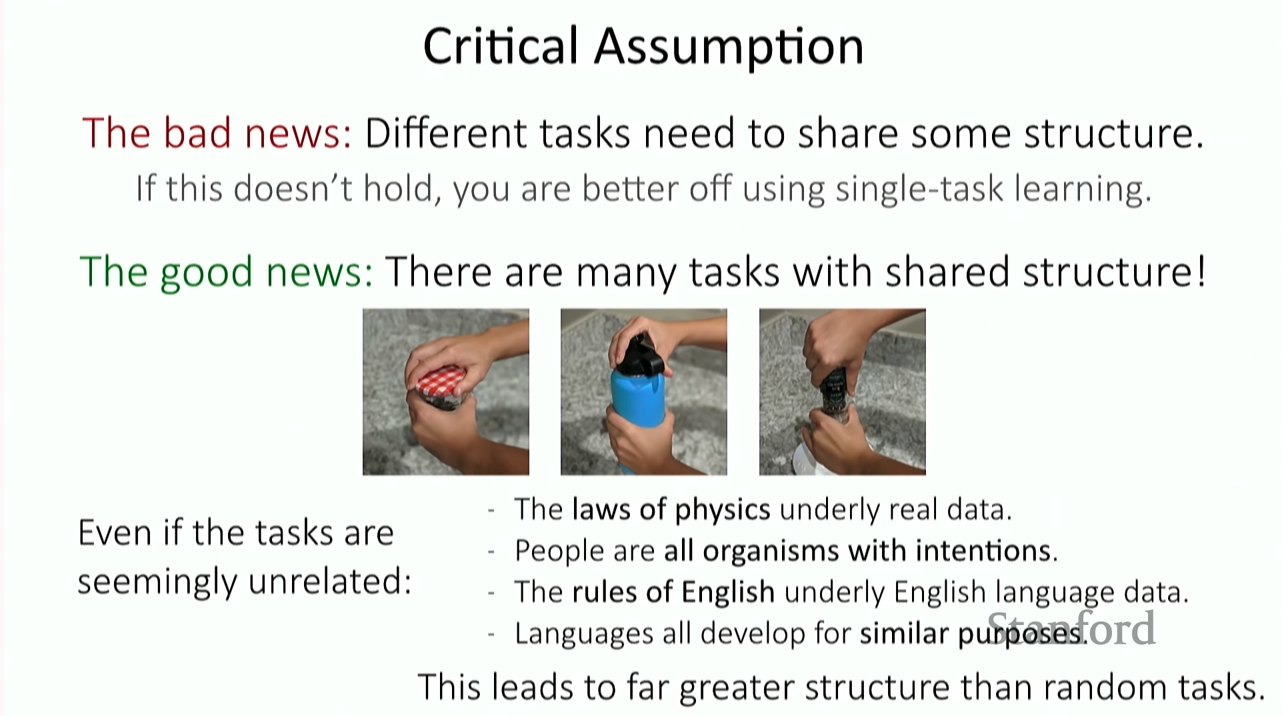 Critical Assumption
The bad news: Different tasks need to share some structure.
If this doesn't hold, you are better off using single-task learning.
The good news: There are many tasks with shared structure!
Even if the tasks are
seemingly unrelated:
- The laws of physics underly real data.
- People are all organisms with intentions.
- The rules of English underly English language data.
- Languages all develop for similar purposes.
Stanford
This leads to far greater structure than random tasks.